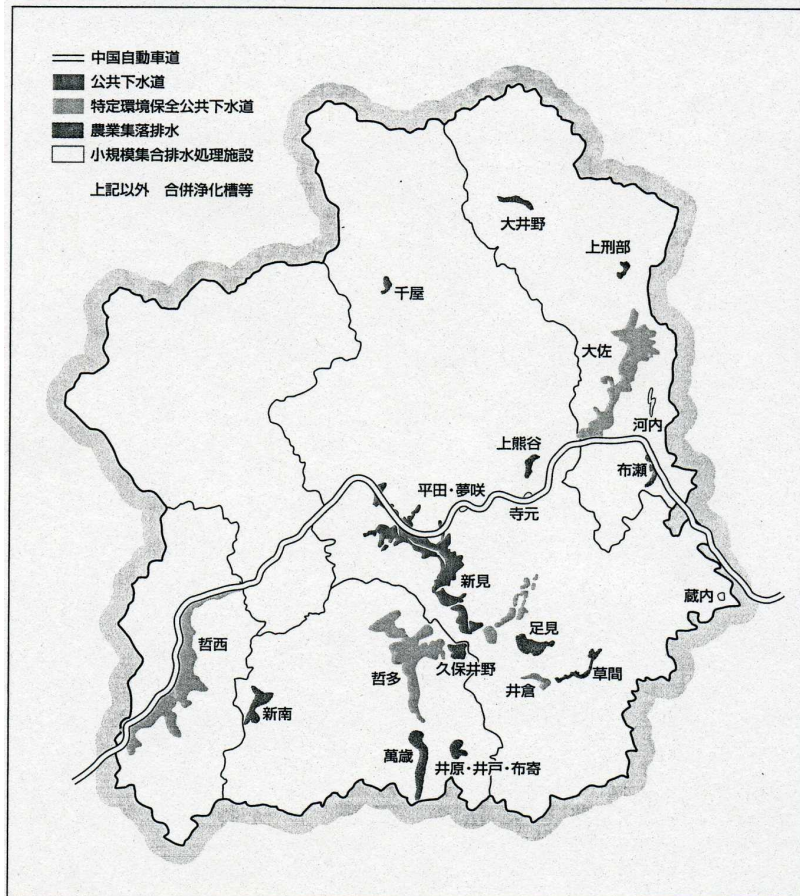 中国自動車道
公共下水道
特定環境保全公共下水道
農業集落排水
小規模集合排水処理施設
上記以外 合併浄化槽等
大井野
上刑部
千屋
大佐
河内
上熊谷
布瀬
平田・夢咲
寺元
新見
蔵内
哲西
足見
久保井野
草間
哲多
井倉
新南
萬歳
井原・井戸・布寄